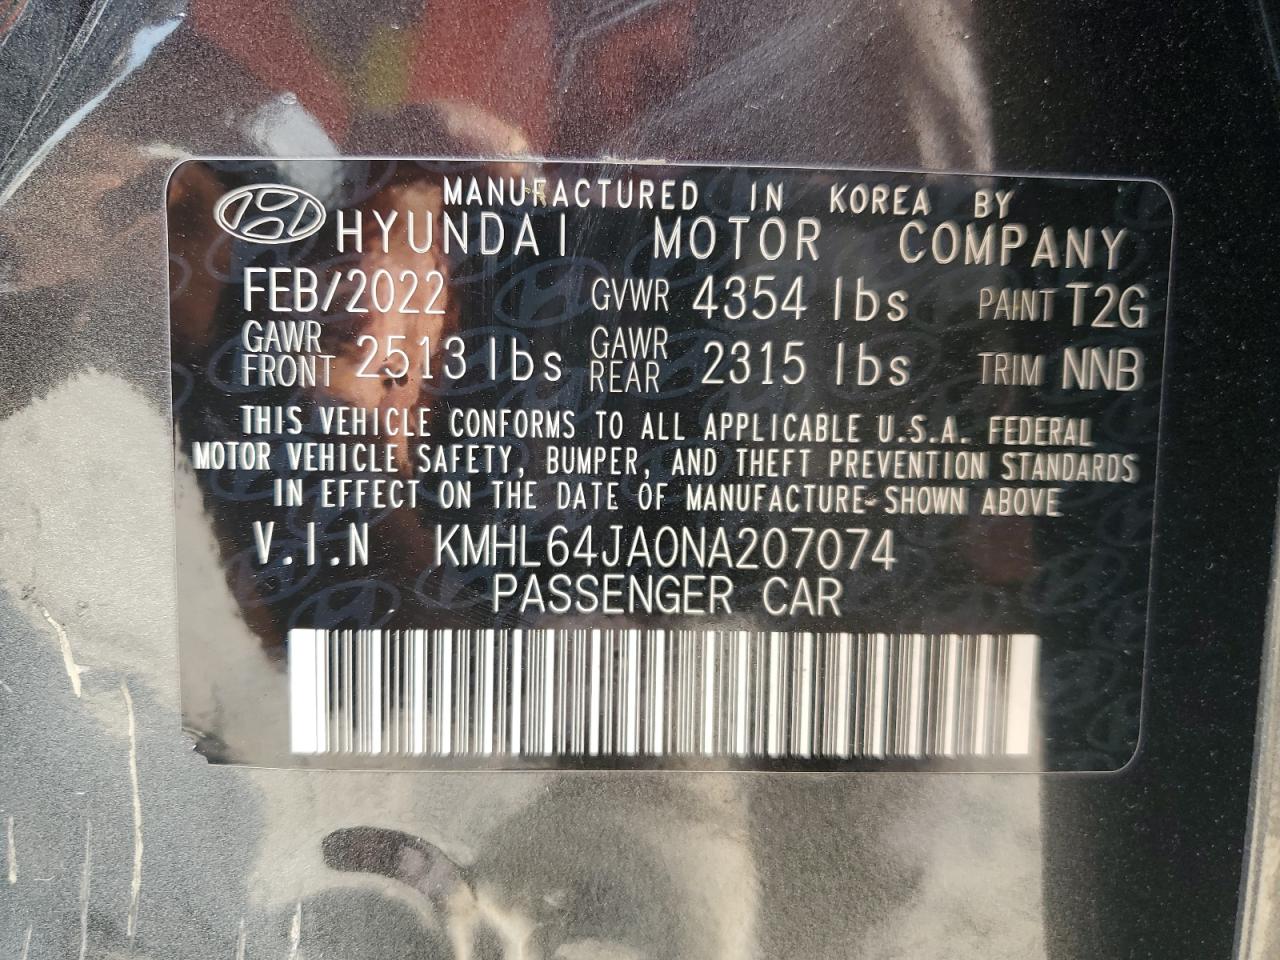 MANUFACTURED IN KOREA BY
HYUNDAI MOTOR COMPANY
FEB/2022 GVWR 4354 lbs PAINT T2G
GAWR FRONT 2513 lbs GAWR REAR 2315 lbs TRIM NNB
THIS VEHICLE CONFORMS TO ALL APPLICABLE U.S.A. FEDERAL
MOTOR VEHICLE SAFETY, BUMPER, AND THEFT PREVENTION STANDARDS
IN EFFECT ON THE DATE OF MANUFACTURE SHOWN ABOVE
V.I.N KMHL64JA0NA207074
PASSENGER CAR